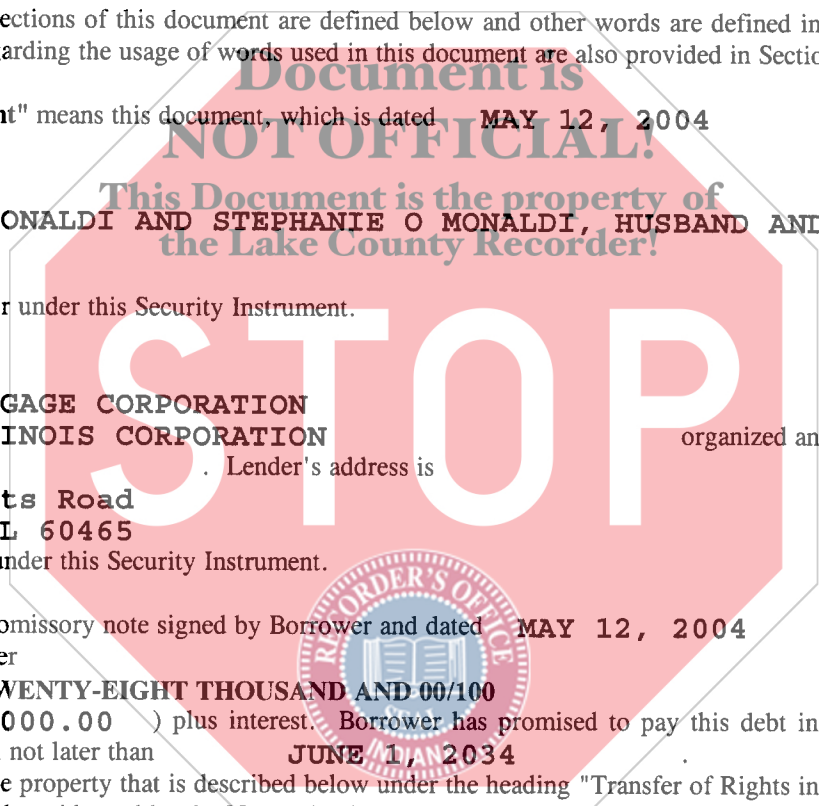 ections of this document are defined below and other words are defined in
arding the usage of words used in this document are also provided in Sectio
Document is
nt" means this document, which is dated MAY 12, 2004
NOT OFFICIAL!
This Document is the property of
ONALDI AND STEPHANIE O MONALDI, HUSBAND AND
the Lake County Recorder!
r under this Security Instrument.
STOP
GAGE CORPORATION
INOIS CORPORATION organized an
. Lender's address is
ts Road
L 60465
under this Security Instrument.
RECORDER'S OFFICE
omissory note signed by Borrower and dated MAY 12, 2004
er
WENTY-EIGHT THOUSAND AND 00/100
SEAL
000.00 ) plus interest. Borrower has promised to pay this debt in
not later than JUNE 1, 2034 .
INDIANA
e property that is described below under the heading "Transfer of Rights in